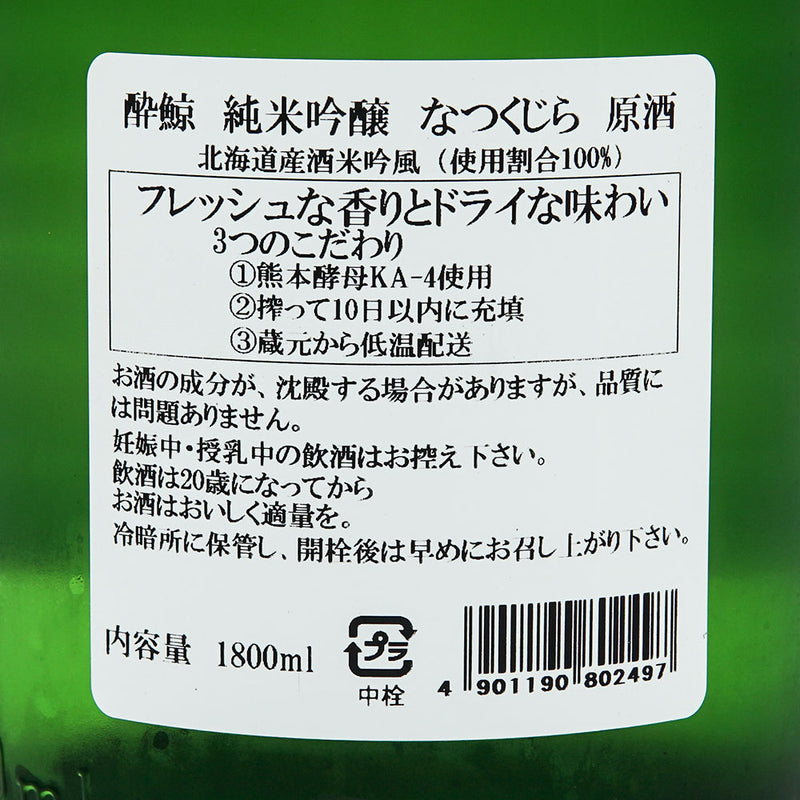 酔鯨 純米吟醸 なつくじら 原酒
北海道産酒米吟風（使用割合100%）
フレッシュな香りとドライな味わい
3つのこだわり
①熊本酵母KA-4使用
②搾って10日以内に充填
③蔵元から低温配送
お酒の成分が、沈殿する場合がありますが、品質に
は問題ありません。
妊娠中・授乳中の飲酒はお控え下さい。
飲酒は20歳になってから
お酒はおいしく適量を。
冷暗所に保管し、開栓後は早めにお召し上がり下さい。
内容量 1800ml
プラ
中栓
4 901190 802497